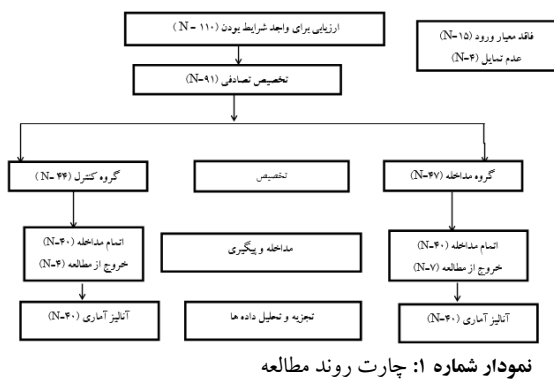 ارزیابی برای واجد شرایط بودن (N - ۱۱۰)
فاقد معیار ورود (N-۱۵)
عدم تمایل (N-۴)
تخصیص تصادفی (N-۹۱)
گروه مداخله (N-۴۷)
تخصیص
گروه کنترل (N- ۴۴)
اتمام مداخله (N-۴۰)
خروج از مطالعه (N-۷)
مداخله و پیگیری
اتمام مداخله (N-۴۰)
خروج از مطالعه (N-۴)
آنالیز آماری (N-۴۰)
تجزیه و تحلیل داده ها
آنالیز آماری (N-۴۰)
نمودار شماره ۱: چارت روند مطالعه